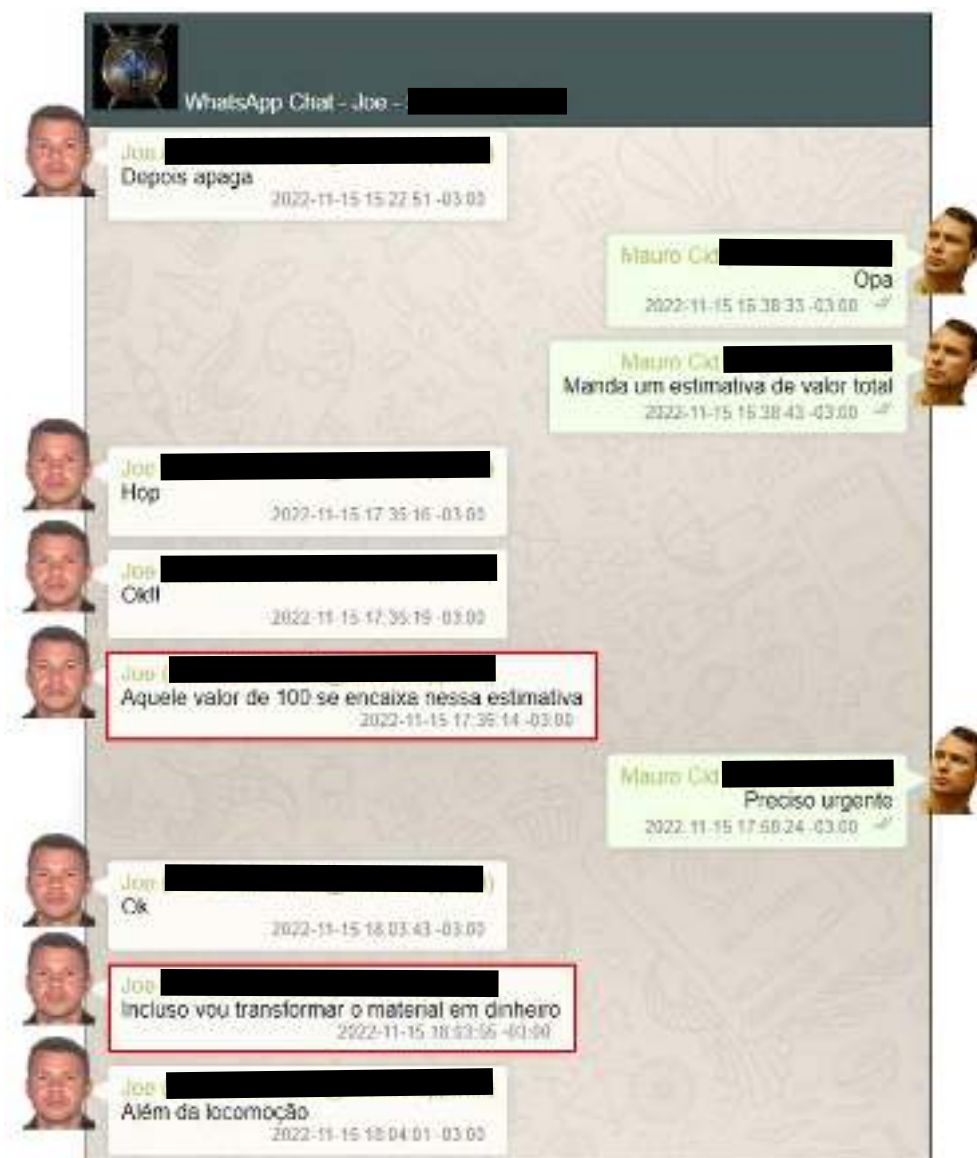 WhatsApp Chat - Joe -
Joe
Depois apaga
2022-11-15 15:22:51 -03:00
Mauro Cid
Opa
2022-11-15 16:38:33 -03:00
Mauro Cid
Manda um estimativa de valor total
2022-11-15 16:38:43 -03:00
Joe
Hop
2022-11-15 17:35:16 -03:00
Joe
Ok!!
2022-11-15 17:35:19 -03:00
Joe (
Aquele valor de 100 se encaixa nessa estimativa
2022-11-15 17:36:14 -03:00
Mauro Cid
Preciso urgente
2022-11-15 17:58:24 -03:00
Joe (
Ok
2022-11-15 18:03:43 -03:00
Joe
Incluso vou transformar o material em dinheiro
2022-11-15 18:03:55 -03:00
Joe (
Além da locomoção
2022-11-15 18:04:01 -03:00